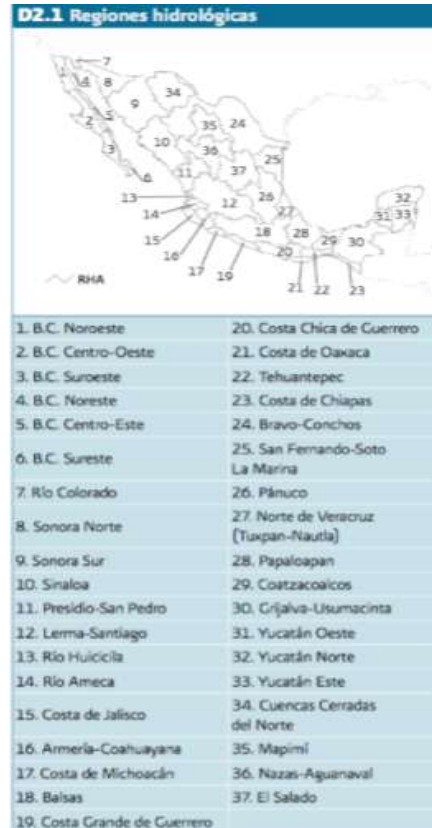 D2.1 Regiones hidrológicas
7
1
4
8
34
9
2
5
35
24
3
10
36
25
6
11
37
13
12
26
32
14
27
31
33
15
18
28
29
30
16
20
17
19
21
22
23
RHA
1. B.C. Noroeste
20. Costa Chica de Guerrero
2. B.C. Centro-Oeste
21. Costa de Oaxaca
3. B.C. Suroeste
22. Tehuantepec
4. B.C. Noreste
23. Costa de Chiapas
5. B.C. Centro-Este
24. Bravo-Conchos
6. B.C. Sureste
25. San Fernando-Soto
La Marina
7. Río Colorado
26. Pánuco
8. Sonora Norte
27. Norte de Veracruz
(Tuxpan-Nautla)
9. Sonora Sur
28. Papaloapan
10. Sinaloa
29. Coatzacoalcos
11. Presidio-San Pedro
30. Grijalva-Usumacinta
12. Lerma-Santiago
31. Yucatán Oeste
13. Río Huicicila
32. Yucatán Norte
14. Río Ameca
33. Yucatán Este
15. Costa de Jalisco
34. Cuencas Cerradas
del Norte
16. Armería-Coahuayana
35. Mapimí
17. Costa de Michoacán
36. Nazas-Aguanaval
18. Balsas
37. El Salado
19. Costa Grande de Guerrero